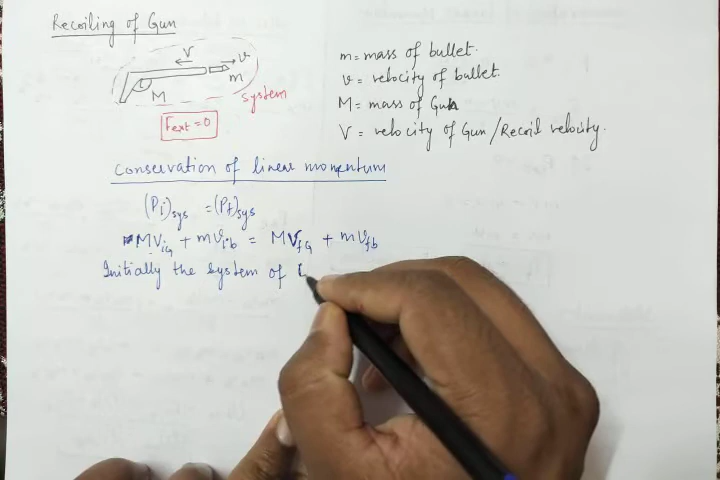 Recoiling of Gun
V v
m
M
system
Fext = 0
m = mass of bullet.
v = velocity of bullet.
M = mass of Gun
V = velocity of Gun / Recoil velocity.
Conservation of linear momentum
(Pi)sys = (Pf)sys
MViG + mvib = MVfG + mvfb
Initially the system of